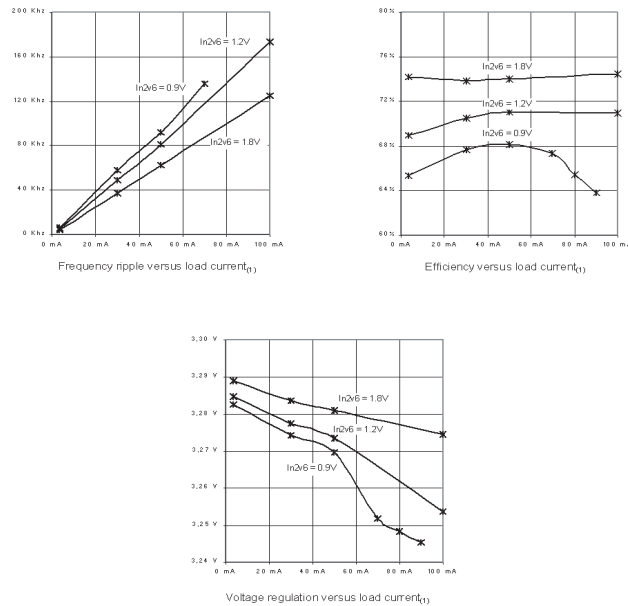 200 Khz
160 Khz
120 Khz
80 Khz
40 Khz
0 Khz
0 mA 20 mA 40 mA 60 mA 80 mA 100 mA
In2v6 = 1.2V
In2v6 = 0.9V
In2v6 = 1.8V
Frequency ripple versus load current(1)
80%
76%
72%
68%
64%
60%
0 mA 20 mA 40 mA 60 mA 80 mA 100 mA
In2v6 = 1.8V
In2v6 = 1.2V
In2v6 = 0.9V
Efficiency versus load current(1)
3,30 V
3,29 V
3,28 V
3,27 V
3,26 V
3,25 V
3,24 V
0 mA 20 mA 40 mA 60 mA 80 mA 100 mA
In2v6 = 1.8V
In2v6 = 1.2V
In2v6 = 0.9V
Voltage regulation versus load current(1)